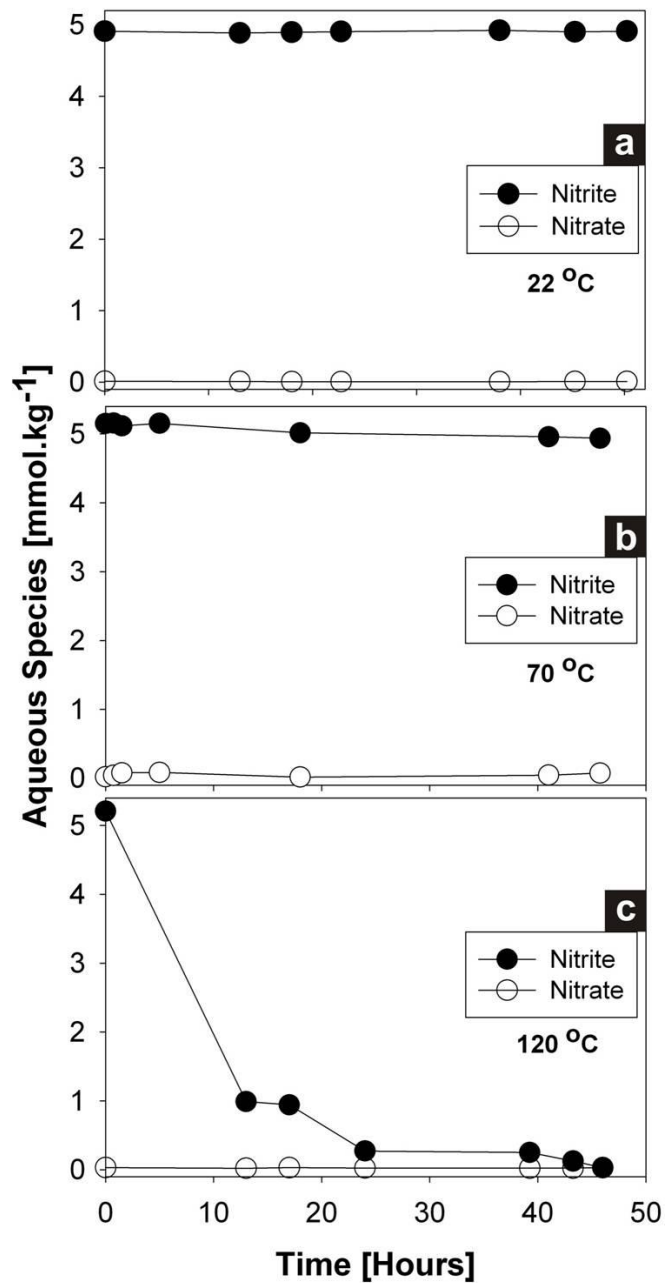 5
4
3
2
1
0
a
Nitrite
Nitrate
22 °C
5
4
3
2
1
0
b
Nitrite
Nitrate
70 °C
5
4
3
2
1
0
c
Nitrite
Nitrate
120 °C
0 10 20 30 40 50
Time [Hours]
Aqueous Species [mmol.kg⁻¹]